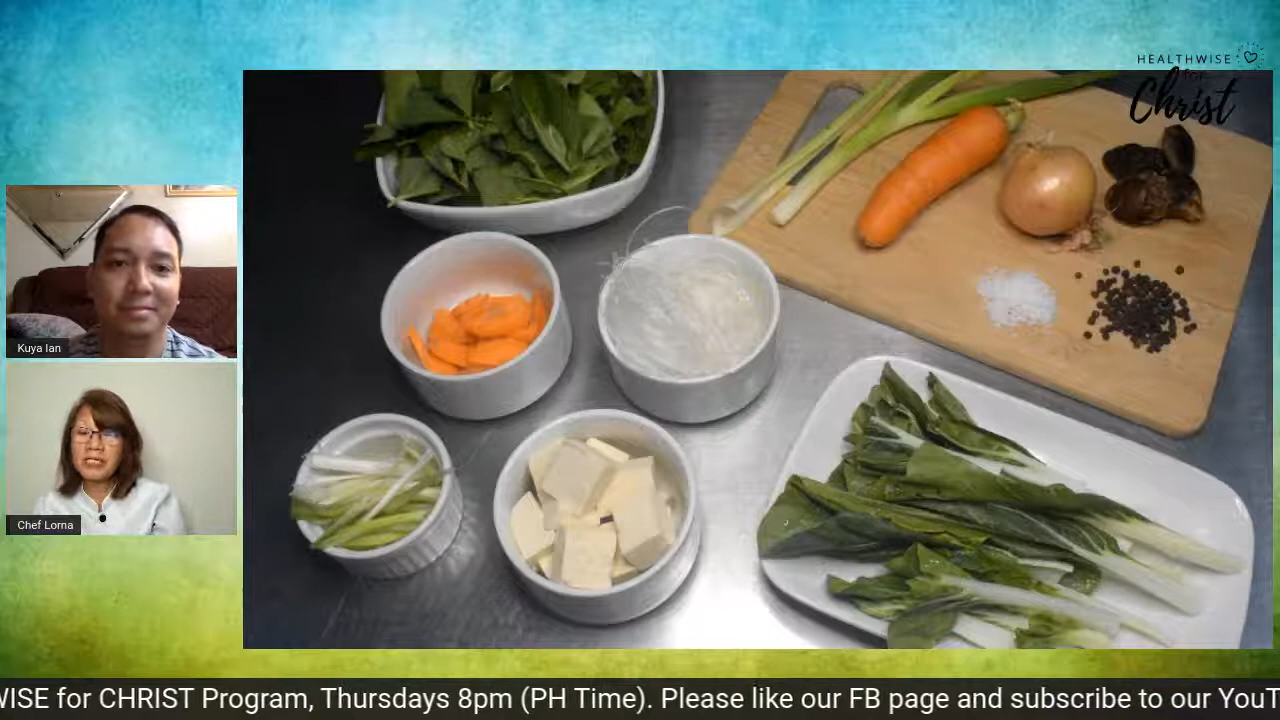 HEALTHWISE
for
Christ
Kuya Ian
Chef Lorna
WISE for CHRIST Program, Thursdays 8pm (PH Time). Please like our FB page and subscribe to our YouT